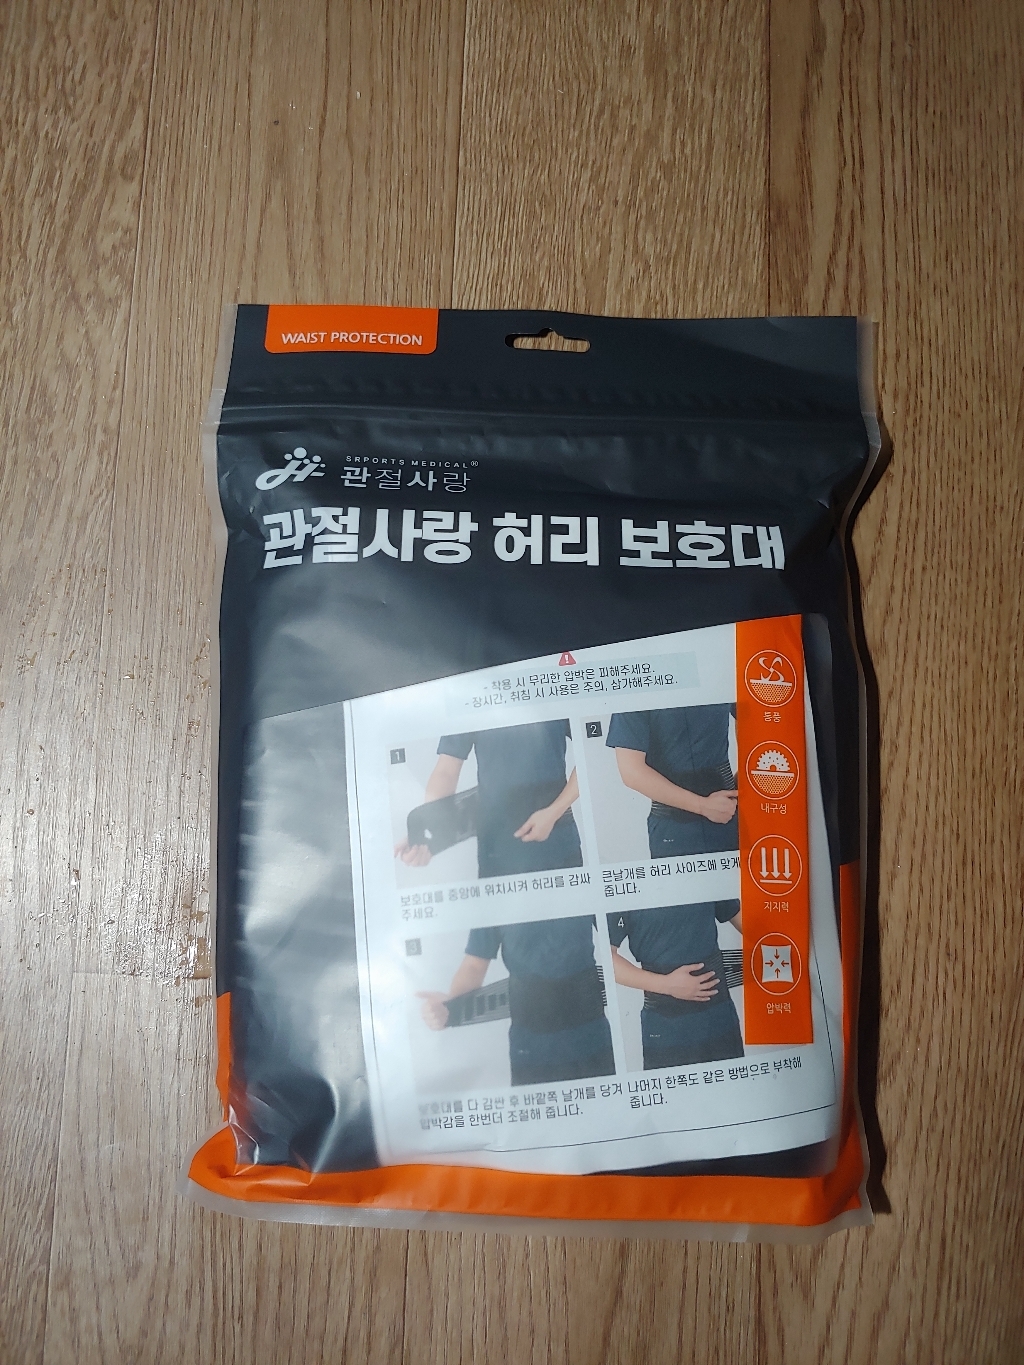 WAIST PROTECTION
SRPORTS MEDICAL®
관절사랑
관절사랑 허리 보호대
- 착용 시 무리한 압박은 피해주세요.
- 장시간, 취침 시 사용은 주의, 삼가해주세요.
1
2
보호대를 중앙에 위치시켜 허리를 감싸
주세요.
큰날개를 허리 사이즈에 맞게
줍니다.
3
4
보호대를 다 감싼 후 바깥쪽 날개를 당겨
압박감을 한번더 조절해 줍니다.
나머지 한쪽도 같은 방법으로 부착해
줍니다.
통풍
내구성
지지력
압박력